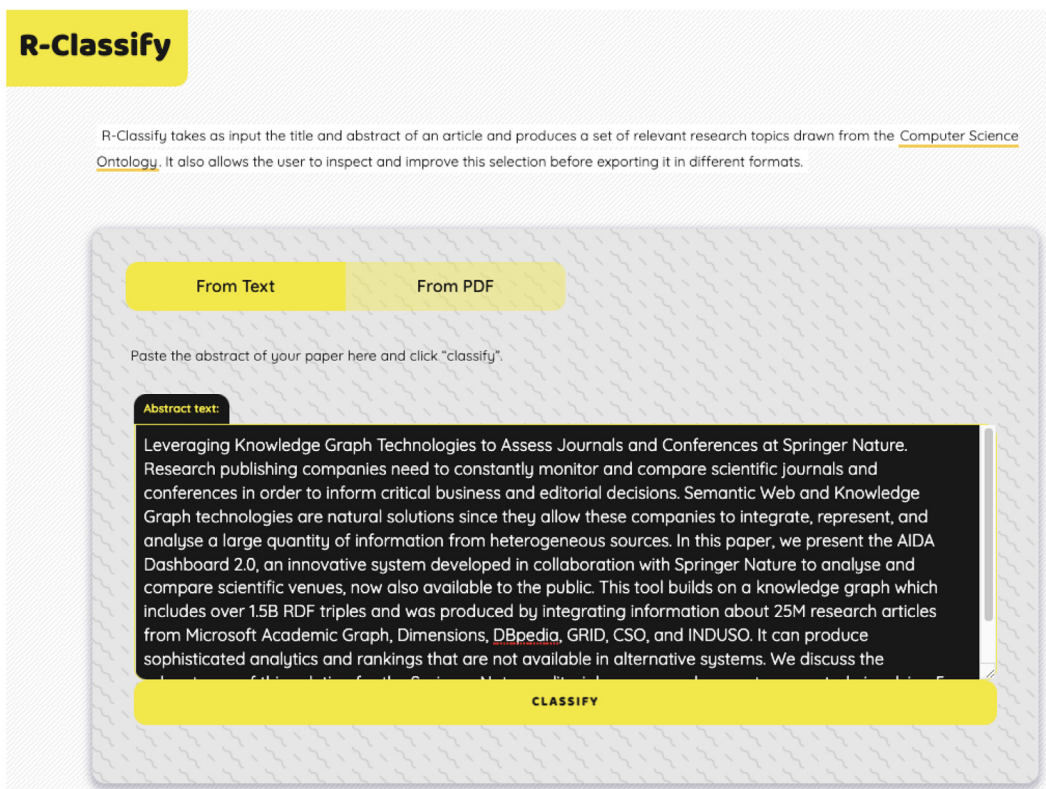 R-Classify
R-Classify takes as input the title and abstract of an article and produces a set of relevant research topics drawn from the Computer Science
Ontology. It also allows the user to inspect and improve this selection before exporting it in different formats.
From Text
From PDF
Paste the abstract of your paper here and click “classify”.
Abstract text:
Leveraging Knowledge Graph Technologies to Assess Journals and Conferences at Springer Nature.
Research publishing companies need to constantly monitor and compare scientific journals and
conferences in order to inform critical business and editorial decisions. Semantic Web and Knowledge
Graph technologies are natural solutions since they allow these companies to integrate, represent, and
analyse a large quantity of information from heterogeneous sources. In this paper, we present the AIDA
Dashboard 2.0, an innovative system developed in collaboration with Springer Nature to analyse and
compare scientific venues, now also available to the public. This tool builds on a knowledge graph which
includes over 1.5B RDF triples and was produced by integrating information about 25M research articles
from Microsoft Academic Graph, Dimensions, DBpedia, GRID, CSO, and INDUSO. It can produce
sophisticated analytics and rankings that are not available in alternative systems. We discuss the
CLASSIFY